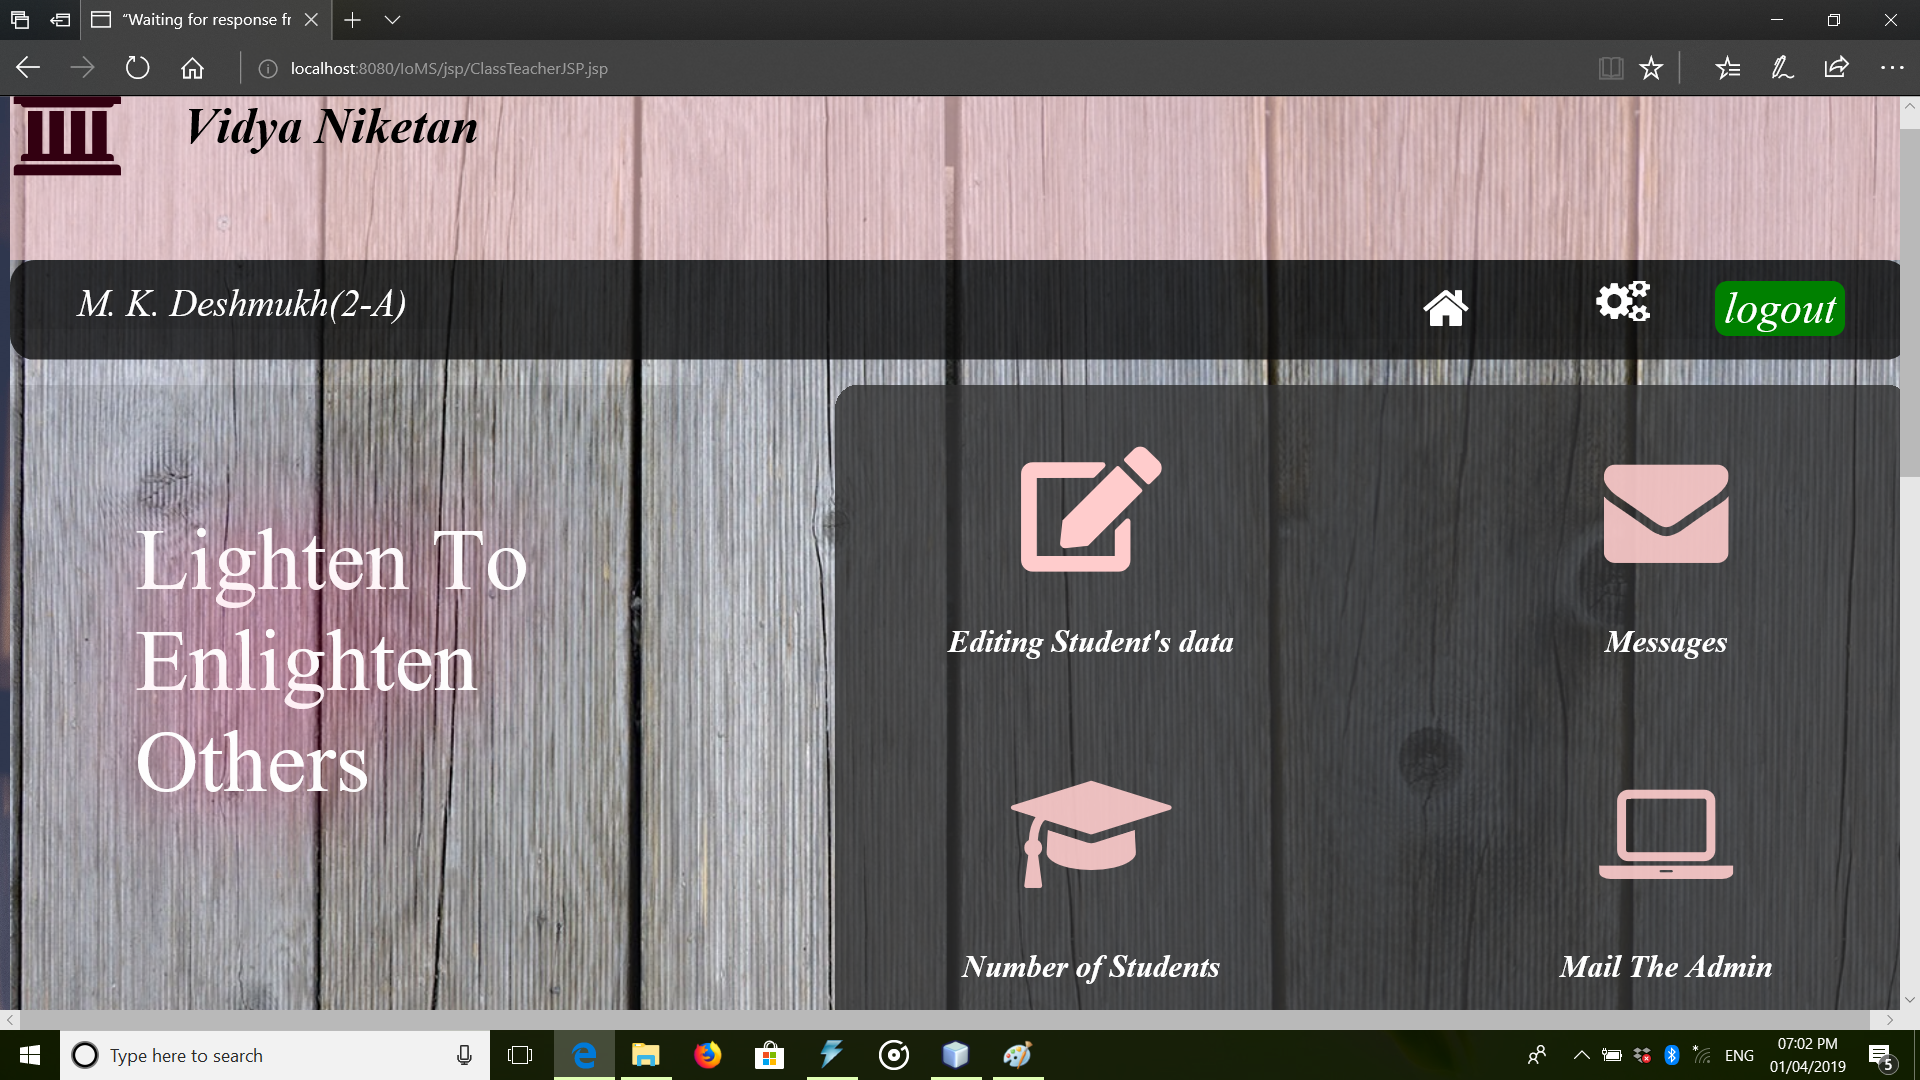 “Waiting for response fr
localhost:8080/IoMS/jsp/ClassTeacherJSP.jsp
Vidya Niketan
M. K. Deshmukh(2-A)
logout
Lighten To
Enlighten
Others
Editing Student's data
Messages
Number of Students
Mail The Admin
Type here to search
ENG
07:02 PM
01/04/2019
5